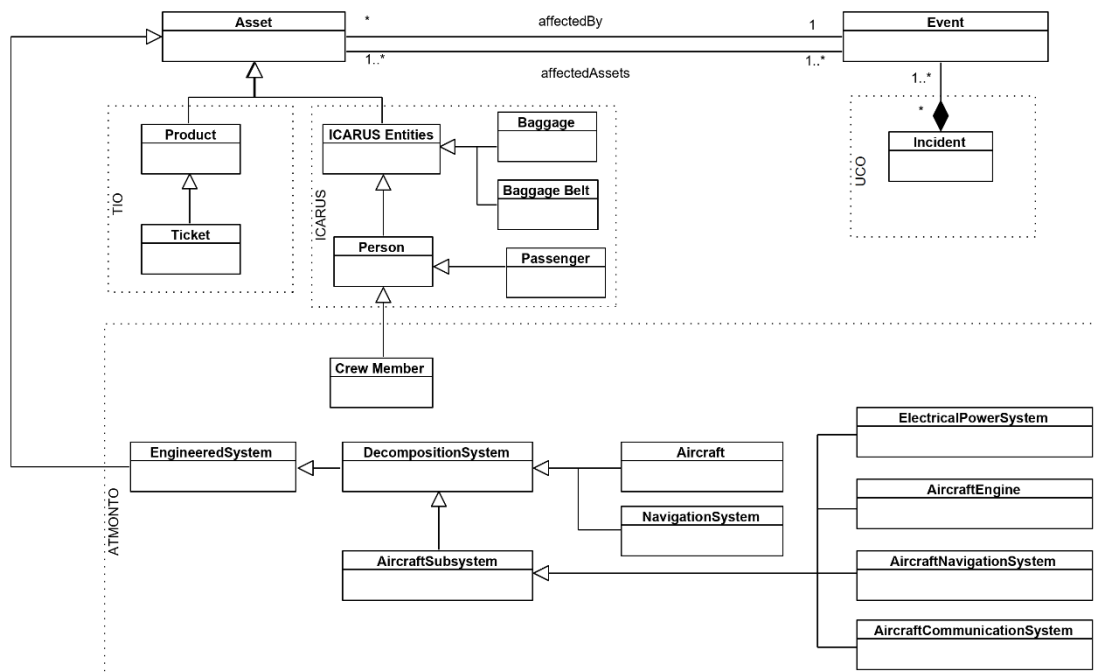 Asset
*
affectedBy
1
Event
1..*
affectedAssets
1..*
1..*
*
Product
ICARUS Entities
Baggage
Incident
TIO
ICARUS
UCO
Baggage Belt
Ticket
Person
Passenger
Crew Member
ATMONTO
EngineeredSystem
DecompositionSystem
Aircraft
NavigationSystem
AircraftSubsystem
ElectricalPowerSystem
AircraftEngine
AircraftNavigationSystem
AircraftCommunicationSystem